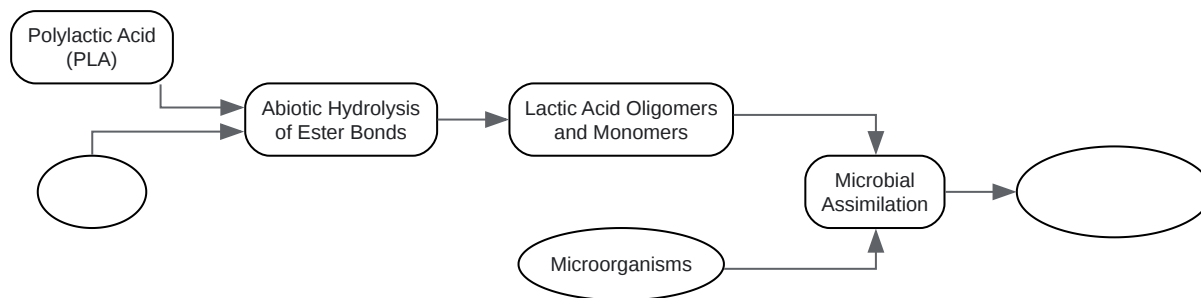 Polylactic Acid
(PLA)
Abiotic Hydrolysis
of Ester Bonds
Lactic Acid Oligomers
and Monomers
Microbial
Assimilation
Microorganisms